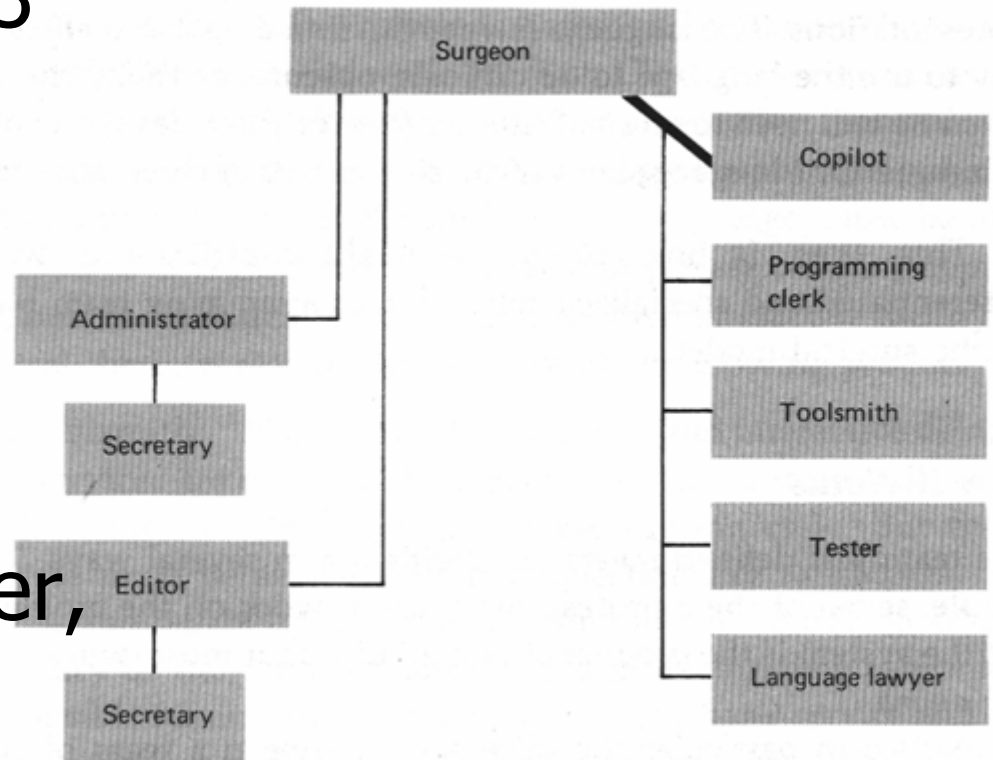 Surgeon
Copilot
Programming
clerk
Administrator
Toolsmith
Secretary
Tester
Editor
er,
Language lawyer
Secretary